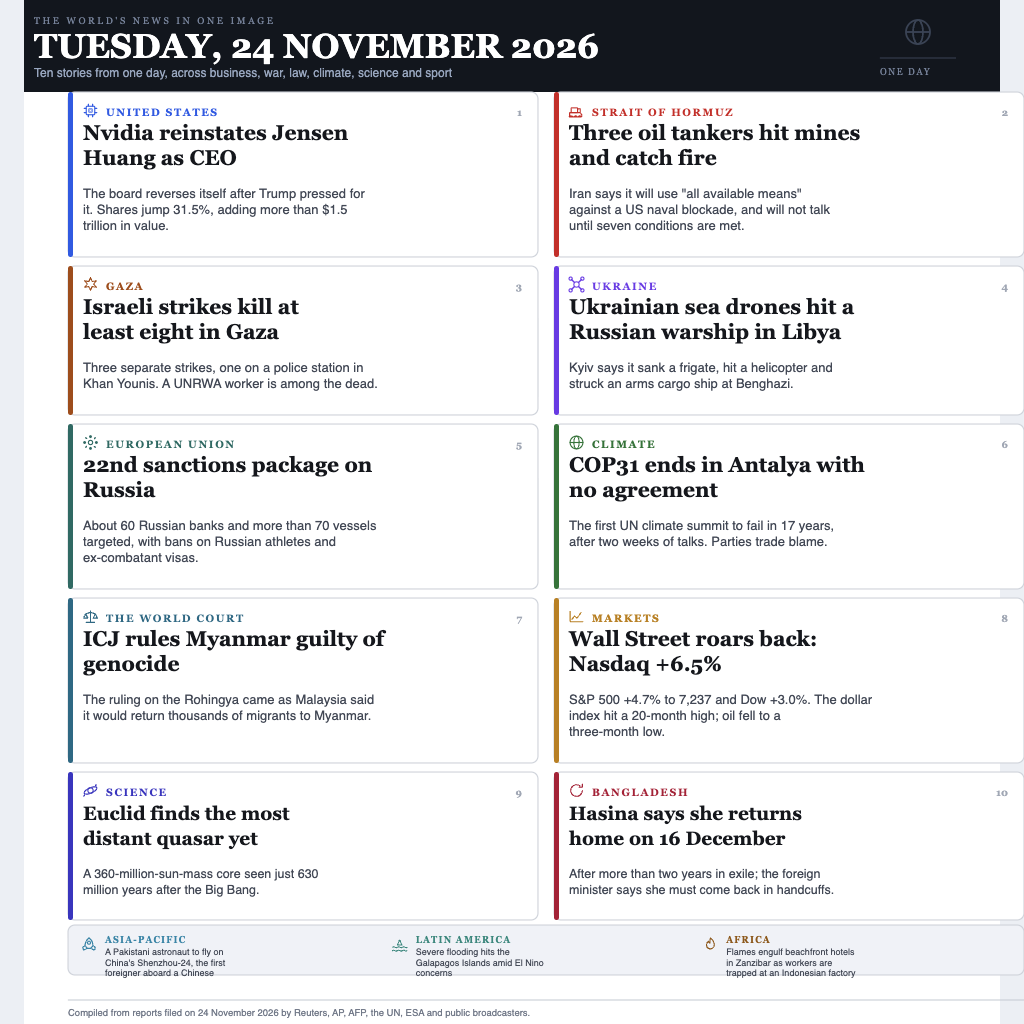 THE WORLD'S NEWS IN ONE IMAGE
TUESDAY, 24 NOVEMBER 2026
Ten stories from one day, across business, war, law, climate, science and sport
ONE DAY
UNITED STATES
1
Nvidia reinstates Jensen
Huang as CEO
The board reverses itself after Trump pressed for
it. Shares jump 31.5%, adding more than $1.5
trillion in value.
STRAIT OF HORMUZ
2
Three oil tankers hit mines
and catch fire
Iran says it will use "all available means"
against a US naval blockade, and will not talk
until seven conditions are met.
GAZA
3
Israeli strikes kill at
least eight in Gaza
Three separate strikes, one on a police station in
Khan Younis. A UNRWA worker is among the dead.
UKRAINE
4
Ukrainian sea drones hit a
Russian warship in Libya
Kyiv says it sank a frigate, hit a helicopter and
struck an arms cargo ship at Benghazi.
EUROPEAN UNION
5
22nd sanctions package on
Russia
About 60 Russian banks and more than 70 vessels
targeted, with bans on Russian athletes and
ex-combatant visas.
CLIMATE
6
COP31 ends in Antalya with
no agreement
The first UN climate summit to fail in 17 years,
after two weeks of talks. Parties trade blame.
THE WORLD COURT
7
ICJ rules Myanmar guilty of
genocide
The ruling on the Rohingya came as Malaysia said
it would return thousands of migrants to Myanmar.
MARKETS
8
Wall Street roars back:
Nasdaq +6.5%
S&P 500 +4.7% to 7,237 and Dow +3.0%. The dollar
index hit a 20-month high; oil fell to a
three-month low.
SCIENCE
9
Euclid finds the most
distant quasar yet
A 360-million-sun-mass core seen just 630
million years after the Big Bang.
BANGLADESH
10
Hasina says she returns
home on 16 December
After more than two years in exile; the foreign
minister says she must come back in handcuffs.
ASIA-PACIFIC
A Pakistani astronaut to fly on
China's Shenzhou-24, the first
foreigner aboard a Chinese
LATIN AMERICA
Severe flooding hits the
Galapagos Islands amid El Nino
concerns
AFRICA
Flames engulf beachfront hotels
in Zanzibar as workers are
trapped at an Indonesian factory
Compiled from reports filed on 24 November 2026 by Reuters, AP, AFP, the UN, ESA and public broadcasters.